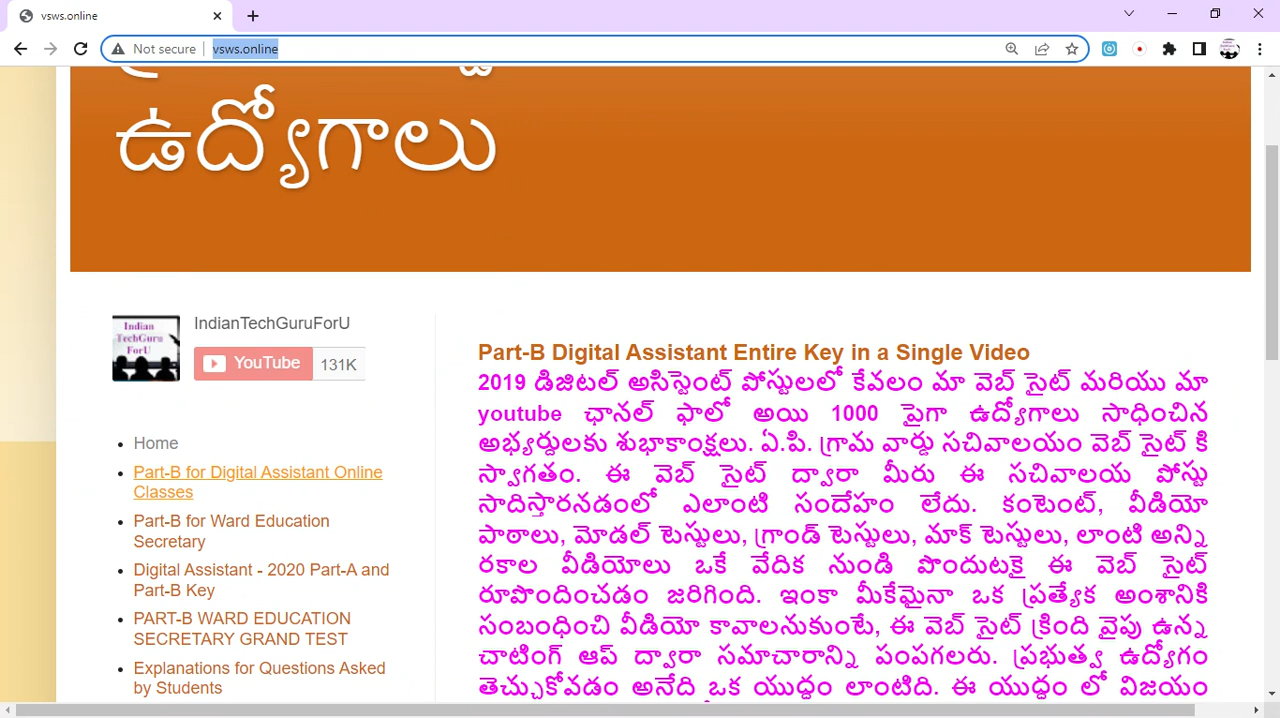 vsws.online
Not secure
vsws.online
ఉద్యోగాలు
Indian
TechGuru
ForU
IndianTechGuruForU
YouTube
131K
Home
Part-B for Digital Assistant Online
Classes
Part-B for Ward Education
Secretary
Digital Assistant - 2020 Part-A and
Part-B Key
PART-B WARD EDUCATION
SECRETARY GRAND TEST
Explanations for Questions Asked
by Students
Part-B Digital Assistant Entire Key in a Single Video
2019 డిజిటల్ అసిస్టెంట్ పోస్టులలో కేవలం మా వెబ్ సైట్ మరియు మా
youtube ఛానల్ ఫాలో అయి 1000 పైగా ఉద్యోగాలు సాధించిన
అభ్యర్థులకు శుభాకాంక్షలు. ఏ.పి. గ్రామ వార్డు సచివాలయం వెబ్ సైట్ కి
స్వాగతం. ఈ వెబ్ సైట్ ద్వారా మీరు ఈ సచివాలయ పోస్టు
సాదిస్తారనడంలో ఎలాంటి సందేహం లేదు. కంటెంట్, వీడియో
పాఠాలు, మోడల్ టెస్టులు, గ్రాండ్ టెస్టులు, మాక్ టెస్టులు, లాంటి అన్ని
రకాల వీడియోలు ఒకే వేదిక నుండి పొందుటకై ఈ వెబ్ సైట్
రూపొందించడం జరిగింది. ఇంకా మీకేమైనా ఒక ప్రత్యేక అంశానికి
సంబంధించి వీడియో కావాలనుకుంటే, ఈ వెబ్ సైట్ క్రింది వైపు ఉన్న
చాటింగ్ ఆప్ ద్వారా సమాచారాన్ని పంపగలరు. ప్రభుత్వ ఉద్యోగం
తెచ్చుకోవడం అనేది ఒక యుద్ధం లాంటిది. ఈ యుద్ధం లో విజయం